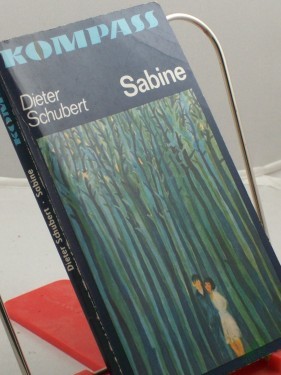 KOMPASS
Dieter
Schubert
Sabine
Dieter Schubert · Sabine